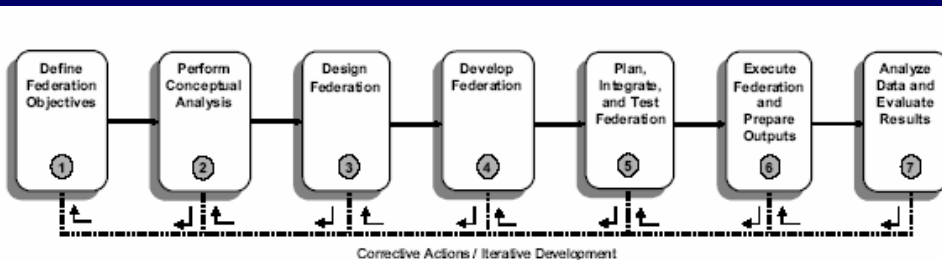 Define
Federation
Objectives
1
Perform
Conceptual
Analysis
2
Design
Federation
3
Develop
Federation
4
Plan,
Integrate,
and Test
Federation
5
Execute
Federation
and
Prepare
Outputs
6
Analyze
Data and
Evaluate
Results
7
Corrective Actions / Iterative Development